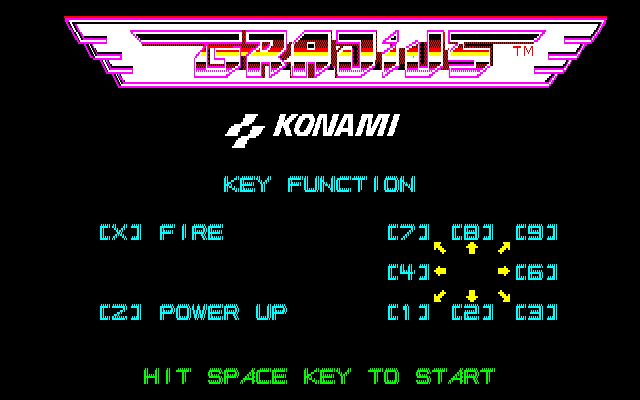 GRADIUS TM
KONAMI
KEY FUNCTION
[X] FIRE [7] [8] [9]
[4] [6]
[Z] POWER UP [1] [2] [3]
HIT SPACE KEY TO START